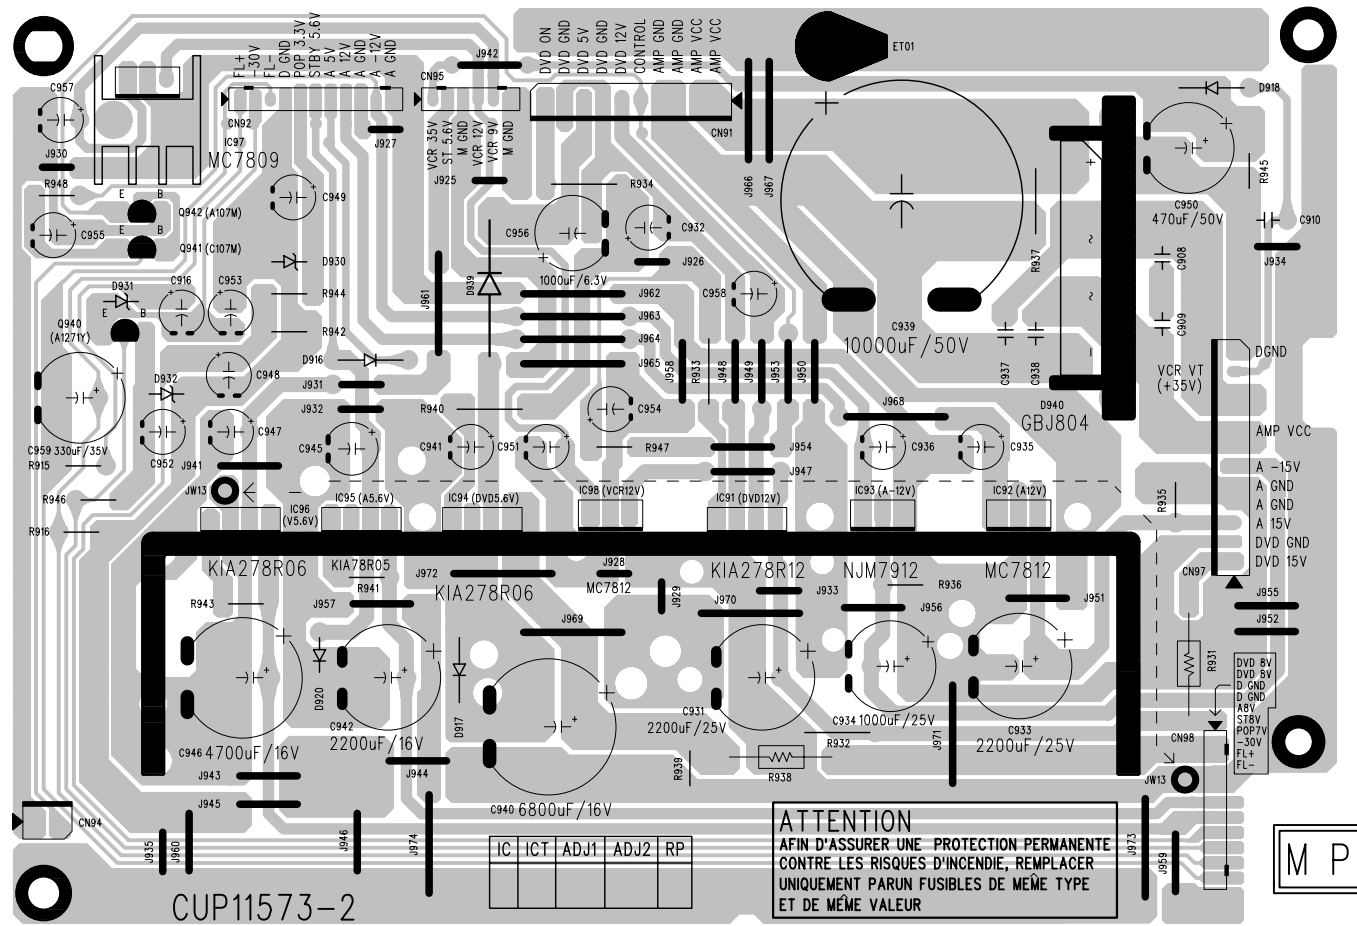 FL+
-30V
FL-
D GND
POP 3.3V
STBY 5.6V
A 5V
A 12V
A GND
A -12V
A GND
J942
DVD ON
DVD GND
DVD 5V
DVD GND
DVD 12V
CONTROL
AMP GND
AMP GND
AMP VCC
AMP VCC
ET01
C957
CN95
D918
CN92
CN91
IC97
MC7809
J927
VCR 35V
ST 5.6V
M GND
VCR 12V
VCR 9V
M GND
J930
J925
J966
J967
R945
R948
R934
E B
Q942 (A107M)
C949
C950
470uF/50V
C910
C955
E B
Q941 (C107M)
C956
C932
D930
J926
R937
C908
J934
D931
C916
C953
J961
D939
1000uF/6.3V
R944
J962
C958
E B
Q940
(A1271Y)
J963
R942
C939
10000uF/50V
C909
J964
D916
J965
C937
C938
VCR VT
(+35V)
DGND
J958
R933
J948
J949
J953
J950
D932
C948
J931
J932
R940
C954
J968
D940
GBJ804
AMP VCC
C959 330uF/35V
C952
C947
C945
C941
C951
R947
J954
C936
C935
R915
J941
J947
A -15V
A GND
A GND
A 15V
DVD GND
DVD 15V
JW13
R946
R935
IC96
(V5.6V)
IC95 (A5.6V)
IC94 (DVD5.6V)
IC98 (VCR12V)
IC91 (DVD12V)
IC93 (A-12V)
IC92 (A12V)
R916
KIA278R06
KIA78R05
R941
J972
KIA278R06
J928
MC7812
KIA278R12
NJM7912
MC7812
CN97
R943
J957
J929
J970
J933
R936
J956
J951
J955
J969
J952
R931
DVD 8V
DVD 8V
D GND
D GND
A8V
ST8V
POP7V
-30V
FL+
FL-
D920
C942
2200uF/16V
D917
C931
2200uF/25V
C934 1000uF/25V
R932
J971
C933
2200uF/25V
CN98
C946 4700uF/16V
J943
J944
R939
R938
JW13
J945
C940 6800uF/16V
CN94
J935
J960
J946
J974
IC ICT ADJ1 ADJ2 RP
ATTENTION
AFIN D'ASSURER UNE PROTECTION PERMANENTE
CONTRE LES RISQUES D'INCENDIE, REMPLACER
UNIQUEMENT PARUN FUSIBLES DE MEÎME TYPE
ET DE MÊME VALEUR
J973
J959
M P
CUP11573-2